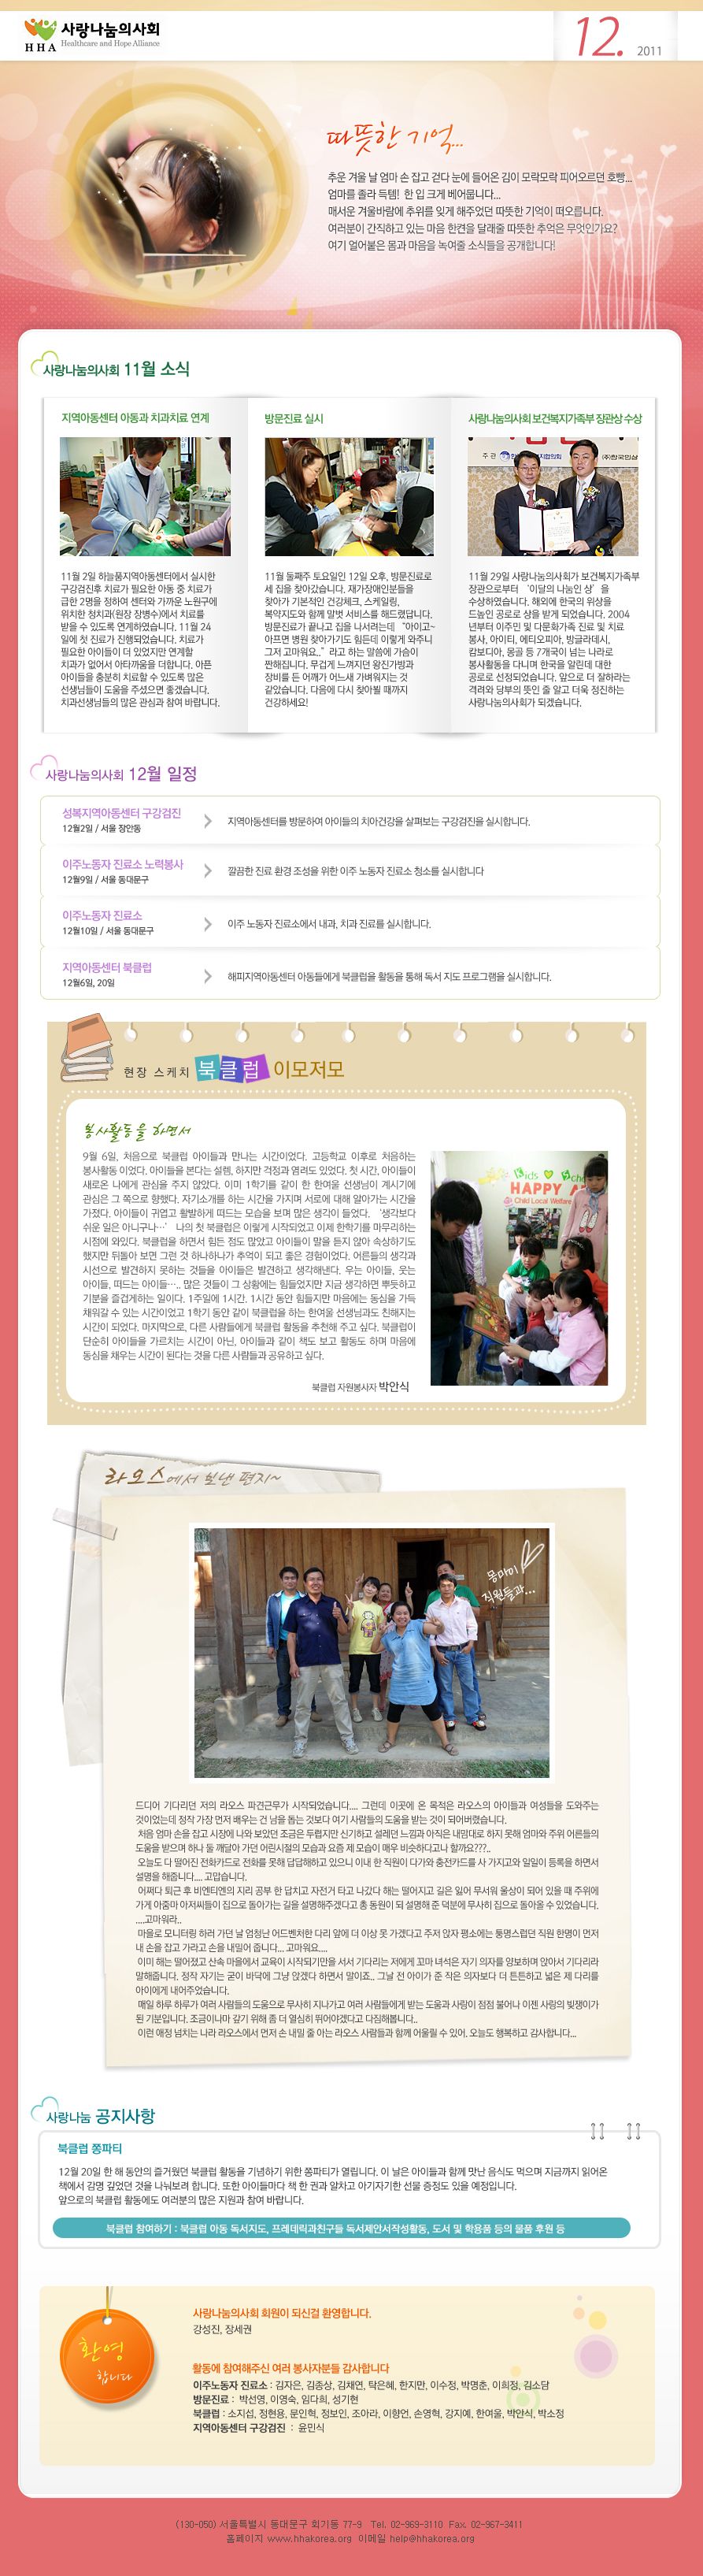 HHA 사랑나눔의사회
Healthcare and Hope Alliance
12. 2011
따뜻한 기억...
추운 겨울 날 엄마 손 잡고 걷다 눈에 들어온 김이 모락모락 피어오르던 호빵...
엄마를 졸라 득템! 한 입 크게 베어뭅니다...
매서운 겨울바람에 추위를 잊게 해주었던 따뜻한 기억이 떠오릅니다.
여러분이 간직하고 있는 마음 한켠을 달래줄 따뜻한 추억은 무엇인가요?
여기 얼어붙은 몸과 마음을 녹여줄 소식들을 공개합니다!
사랑나눔의사회 11월 소식
지역아동센터 아동과 치과치료 연계
11월 2일 하늘품지역아동센터에서 실시한
구강검진후 치료가 필요한 아동 중 치료가
급한 2명을 정하여 센터와 가까운 노원구에
위치한 청치과(원장 장병수)에서 치료를
받을 수 있도록 연계하였습니다. 11월 24
일에 첫 진료가 진행되었습니다. 치료가
필요한 아이들이 더 있었지만 연계할
치과가 없어서 안타까움을 더합니다. 아픈
아이들을 충분히 치료할 수 있도록 많은
선생님들이 도움을 주셨으면 좋겠습니다.
치과선생님들의 많은 관심과 참여 바랍니다.
방문진료 실시
11월 둘째주 토요일인 12일 오후, 방문진료로
세 집을 찾아갔습니다. 재가장애인분들을
찾아가 기본적인 건강체크, 스케일링,
복약지도와 함께 말벗 서비스를 해드렸답니다.
방문진료가 끝나고 집을 나서려는데 “아이고~
아프면 병원 찾아가기도 힘든데 이렇게 와주니
그저 고마워요..”라고 하는 말씀에 가슴이
짠해집니다. 무겁게 느껴지던 왕진가방과
장비를 든 어깨가 어느새 가벼워지는 것
같았습니다. 다음에 다시 찾아뵐 때까지
건강하세요!
사랑나눔의사회 보건복지가족부 장관상 수상
주 관
11월 29일 사랑나눔의사회가 보건복지가족부
장관으로부터 ‘이달의 나눔인 상’을
수상하였습니다. 해외에 한국의 위상을
드높인 공로로 상을 받게 되었습니다. 2004
년부터 이주민 및 다문화가족 진료 및 치료
봉사, 아이티, 에티오피아, 방글라데시,
캄보디아, 몽골 등 7개국이 넘는 나라로
봉사활동을 다니며 한국을 알린데 대한
공로로 선정되었습니다. 앞으로 더 잘하라는
격려와 당부의 뜻인 줄 알고 더욱 정진하는
사랑나눔의사회가 되겠습니다.
사랑나눔의사회 12월 일정
성복지역아동센터 구강검진
12월2일 / 서울 장안동
지역아동센터를 방문하여 아이들의 치아건강을 살펴보는 구강검진을 실시합니다.
이주노동자 진료소 노력봉사
12월9일 / 서울 동대문구
깔끔한 진료 환경 조성을 위한 이주 노동자 진료소 청소를 실시합니다
이주노동자 진료소
12월10일 / 서울 동대문구
이주 노동자 진료소에서 내과, 치과 진료를 실시합니다.
지역아동센터 북클럽
12월6일, 20일
해피지역아동센터 아동들에게 북클럽을 활동을 통해 독서 지도 프로그램을 실시합니다.
현장 스케치 북클럽 이모저모
봉사활동을 하면서
9월 6일, 처음으로 북클럽 아이들과 만나는 시간이었다. 고등학교 이후로 처음하는
봉사활동 이었다. 아이들을 본다는 설렘, 하지만 걱정과 염려도 있었다. 첫 시간, 아이들이
새로온 나에게 관심을 주지 않았다. 이미 1학기를 같이 한 한여울 선생님이 계시기에
관심은 그 쪽으로 향했다. 자기소개를 하는 시간을 가지며 서로에 대해 알아가는 시간을
가졌다. 아이들이 귀엽고 활발하게 떠드는 모습을 보며 많은 생각이 들었다. ‘생각보다
쉬운 일은 아니구나…’ 나의 첫 북클럽은 이렇게 시작되었고 이제 한학기를 마무리하는
시점에 와있다. 북클럽을 하면서 힘든 점도 많았고 아이들이 말을 듣지 않아 속상하기도
했지만 뒤돌아 보면 그런 것 하나하나가 추억이 되고 좋은 경험이었다. 어른들의 생각과
시선으로 발견하지 못하는 것들을 아이들은 발견하고 생각해낸다. 우는 아이들, 웃는
아이들, 떠드는 아이들….. 많은 것들이 그 상황에는 힘들었지만 지금 생각하면 뿌듯하고
기분을 즐겁게하는 일이다. 1주일에 1시간. 1시간 동안 힘들지만 마음에는 동심을 가득
채워갈 수 있는 시간이었고 1학기 동안 같이 북클럽을 하는 한여울 선생님과도 친해지는
시간이 되었다. 마지막으로, 다른 사람들에게 북클럽 활동을 추천해 주고 싶다. 북클럽이
단순히 아이들을 가르치는 시간이 아닌, 아이들과 같이 책도 보고 활동도 하며 마음에
동심을 채우는 시간이 된다는 것을 다른 사람들과 공유하고 싶다.
북클럽 자원봉사자 박안식
HAPPY
Child Local Welfare
라오스에서 보낸 편지~
몽마이
직원들과...
드디어 기다리던 저의 라오스 파견근무가 시작되었습니다.... 그런데 이곳에 온 목적은 라오스의 아이들과 여성들을 도와주는
것이었는데 정작 가장 먼저 배우는 건 남을 돕는 것보다 여기 사람들의 도움을 받는 것이 되어버렸습니다.
처음 엄마 손을 잡고 시장에 나와 보았던 조금은 두렵지만 신기하고 설레던 느낌과 아직은 내맘대로 하지 못해 엄마와 주위 어른들의
도움을 받으며 하나 둘 깨달아 가던 어린시절의 모습과 요즘 제 모습이 매우 비슷하다고나 할까요???..
오늘도 다 떨어진 전화카드로 전화를 못해 답답해하고 있으니 이내 한 직원이 다가와 충전카드를 사 가지고와 일일이 등록을 하면서
설명을 해줍니다.... 고맙습니다.
어쩌다 퇴근 후 비엔티엔의 지리 공부 한 답치고 자전거 타고 나갔다 해는 떨어지고 길은 잃어 무서워 울상이 되어 있을 때 주위에
가게 아줌마 아저씨들이 집으로 돌아가는 길을 설명해주겠다고 총 동원이 되 설명해 준 덕분에 무사히 집으로 돌아올 수 있었습니다.
....고마워라..
마을로 모니터링 하러 가던 날 엄청난 어드벤처한 다리 앞에 더 이상 못 가겠다고 주저 앉자 평소에는 퉁명스럽던 직원 한명이 먼저
내 손을 잡고 가라고 손을 내밀어 줍니다... 고마워요....
이미 해는 떨어졌고 산속 마을에서 교육이 시작되기만을 서서 기다리는 저에게 꼬마 녀석은 자기 의자를 양보하며 앉아서 기다리라
말해줍니다. 정작 자기는 굳이 바닥에 그냥 앉겠다 하면서 말이죠.. 그날 전 아이가 준 작은 의자보다 더 튼튼하고 넓은 제 다리를
아이에게 내어주었습니다.
매일 하루 하루가 여러 사람들의 도움으로 무사히 지나가고 여러 사람들에게 받는 도움과 사랑이 점점 불어나 이젠 사랑의 빚쟁이가
된 기분입니다. 조금이나마 갚기 위해 좀 더 열심히 뛰어야겠다고 다짐해봅니다..
이런 애정 넘치는 나라 라오스에서 먼저 손 내밀 줄 아는 라오스 사람들과 함께 어울릴 수 있어, 오늘도 행복하고 감사합니다...
사랑나눔 공지사항
북클럽 쫑파티
12월 20일 한 해 동안의 즐거웠던 북클럽 활동을 기념하기 위한 쫑파티가 열립니다. 이 날은 아이들과 함께 맛난 음식도 먹으며 지금까지 읽어온
책에서 감명 깊었던 것을 나눠보려 합니다. 또한 아이들마다 책 한 권과 알차고 아기자기한 선물 증정도 있을 예정입니다.
앞으로의 북클럽 활동에도 여러분의 많은 지원과 참여 바랍니다.
북클럽 참여하기 : 북클럽 아동 독서지도, 프레데릭과친구들 독서제안서작성활동, 도서 및 학용품 등의 물품 후원 등
환영
합니다
사랑나눔의사회 회원이 되신걸 환영합니다.
강성진, 장세권
활동에 참여해주신 여러 봉사자분들 감사합니다
이주노동자 진료소 : 김자은, 김종상, 김채연, 탁은혜, 한지만, 이수정, 박명춘, 이희정, 김소담
방문진료 : 박선영, 이영숙, 임다희, 성기현
북클럽 : 소지섭, 정현용, 문인혁, 정보인, 조아라, 이향언, 손영혁, 강지예, 한여울, 박안식, 박소정
지역아동센터 구강검진 : 윤민식
(130-050) 서울특별시 동대문구 회기동 77-9 Tel. 02-969-3110 Fax. 02-967-3411
홈페이지 www.hhakorea.org 이메일 help@hhakorea.org